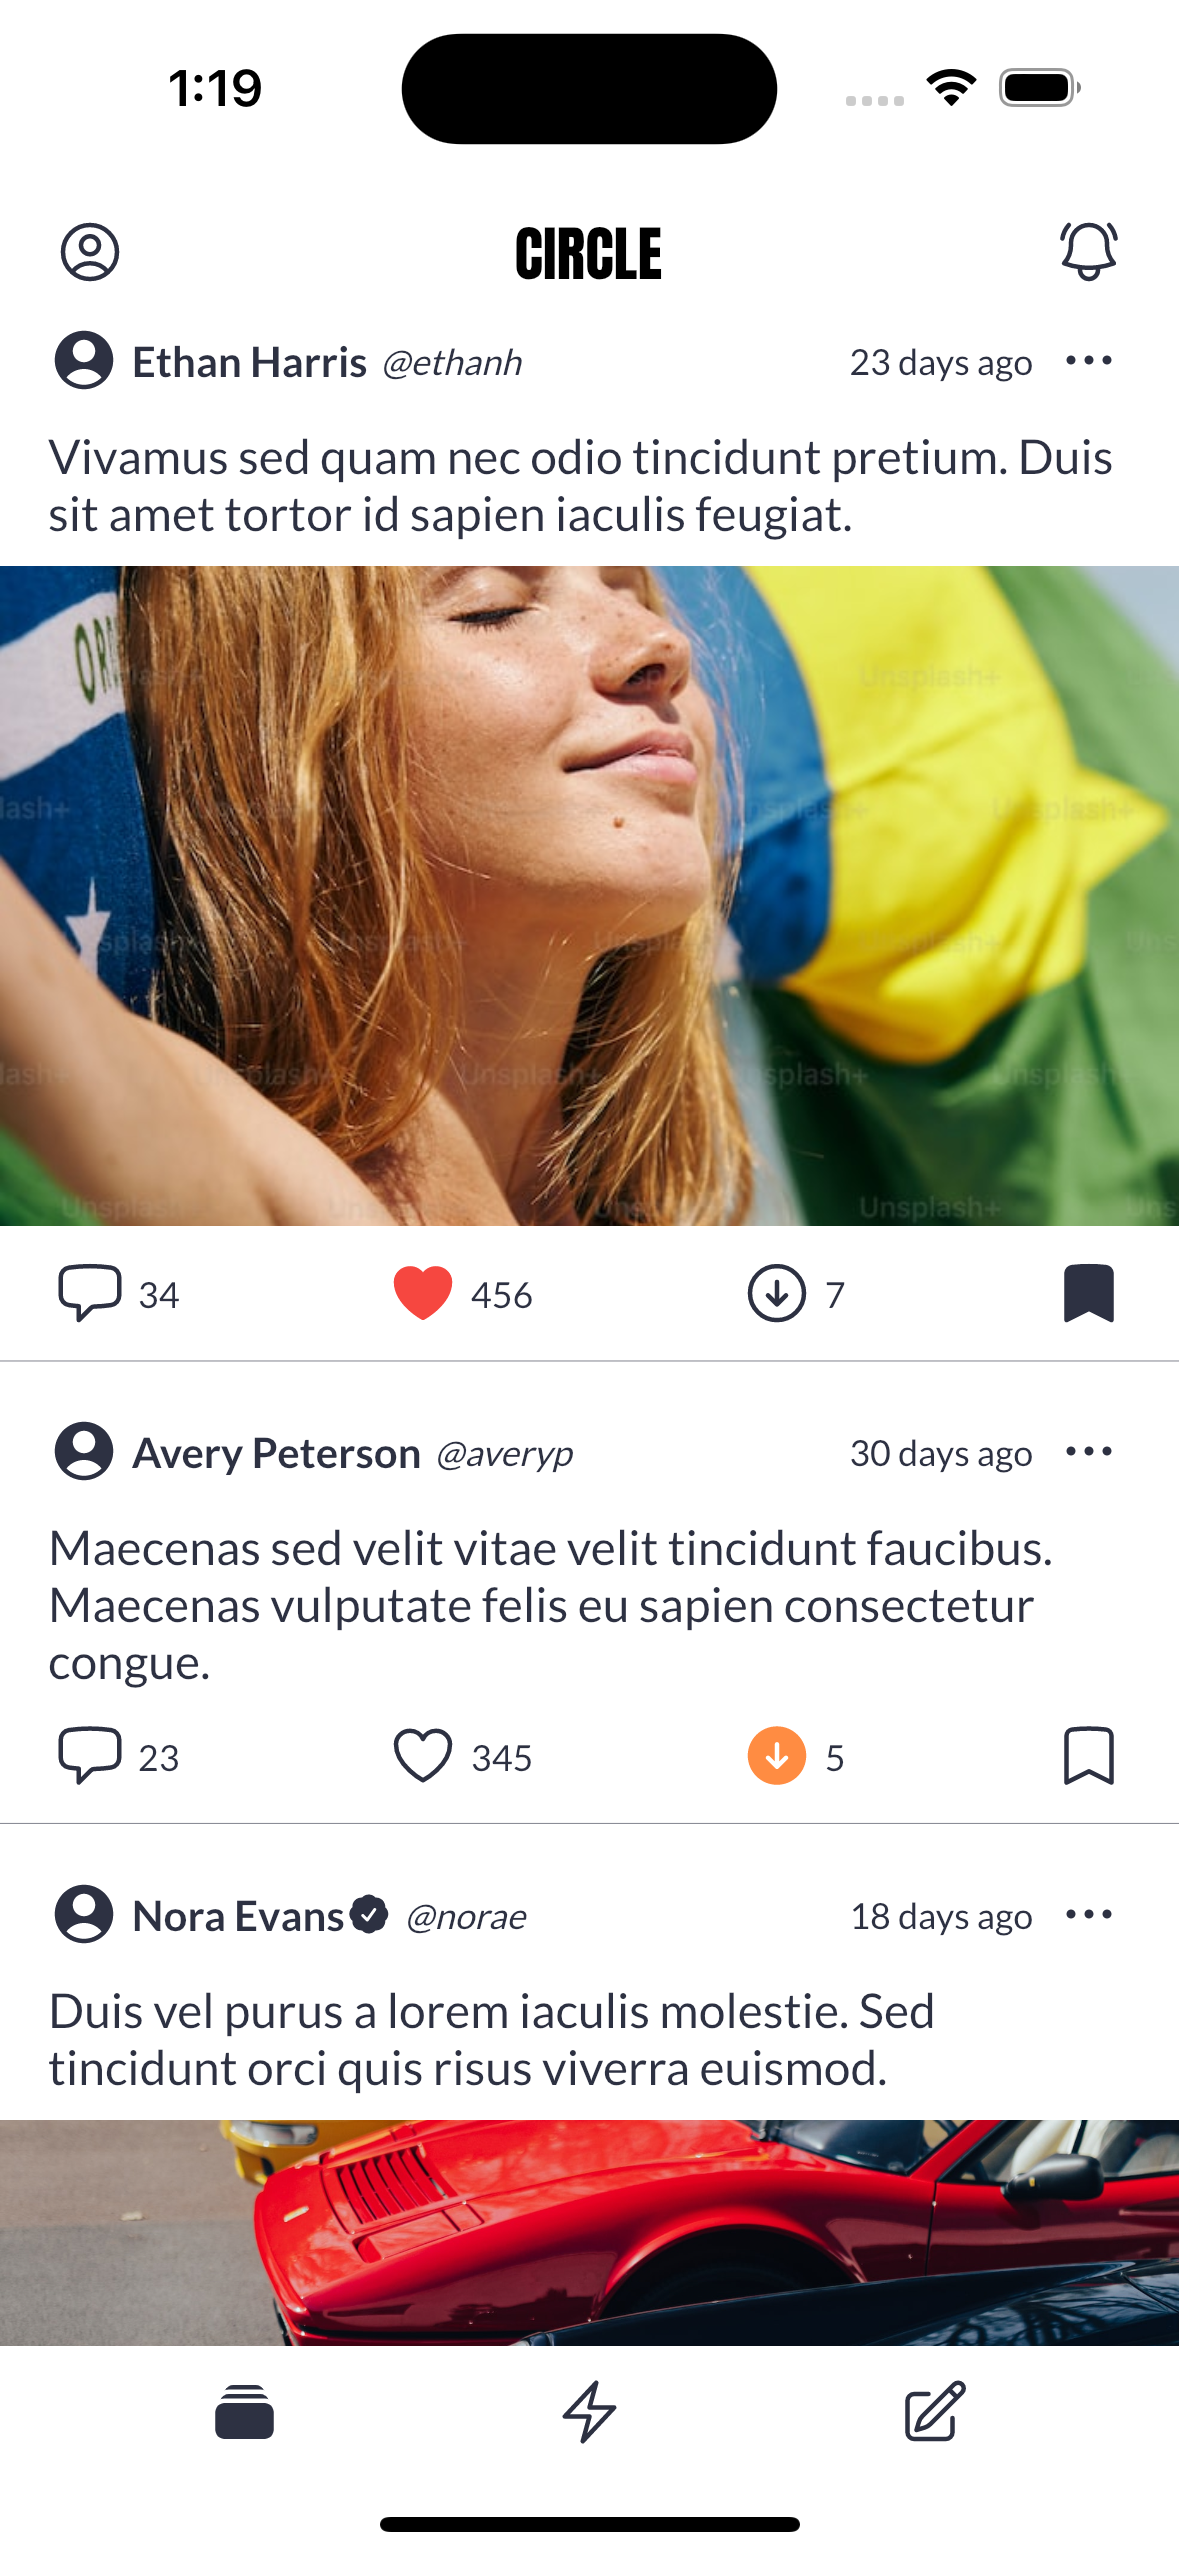 1:19
CIRCLE
Ethan Harris @ethanh 23 days ago
Vivamus sed quam nec odio tincidunt pretium. Duis
sit amet tortor id sapien iaculis feugiat.
Unsplash+
Unsplash+
Unsplash+
34 456 7
Avery Peterson @averyp 30 days ago
Maecenas sed velit vitae velit tincidunt faucibus.
Maecenas vulputate felis eu sapien consectetur
congue.
23 345 5
Nora Evans @norae 18 days ago
Duis vel purus a lorem iaculis molestie. Sed
tincidunt orci quis risus viverra euismod.